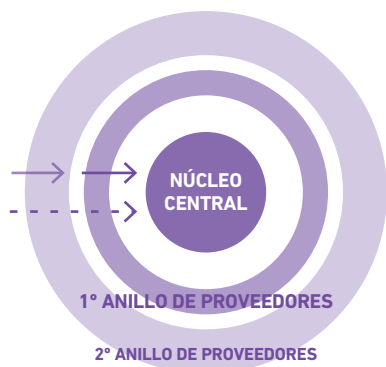 NÚCLEO
CENTRAL
1° ANILLO DE PROVEEDORES
2° ANILLO DE PROVEEDORES